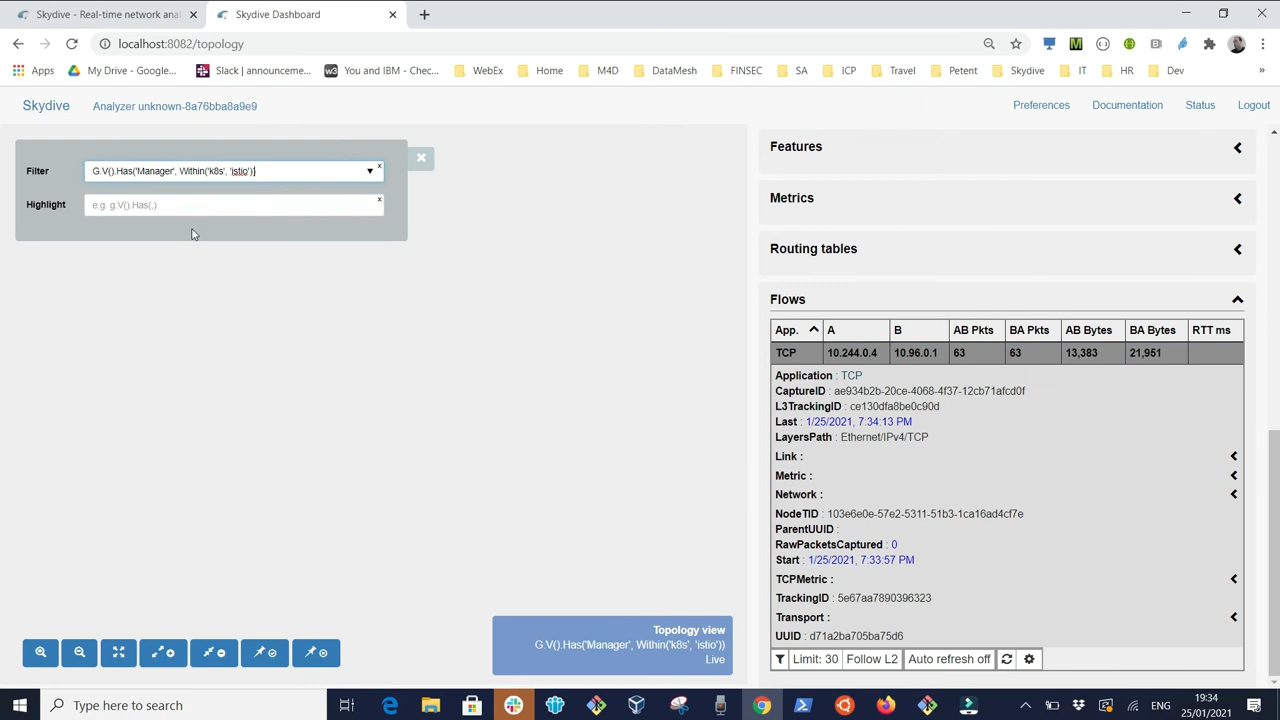 Skydive - Real-time network anal
Skydive Dashboard
localhost:8082/topology
Apps
My Drive - Google...
Slack | announceme...
You and IBM - Chec...
WebEx
Home
M4D
DataMesh
FINSEC
SA
ICP
Travel
Petent
Skydive
IT
HR
Dev
»
Skydive
Analyzer unknown-8a76bba8a9e9
Preferences
Documentation
Status
Logout
Filter
G.V().Has('Manager', Within('k8s', 'istio'))
x
Highlight
e.g. g.V().Has(,)
x
Features
Metrics
Routing tables
Flows
App. A B AB Pkts BA Pkts AB Bytes BA Bytes RTT ms
TCP 10.244.0.4 10.96.0.1 63 63 13,383 21,951
Application : TCP
CaptureID : ae934b2b-20ce-4068-4f37-12cb71afcd0f
L3TrackingID : ce130dfa8be0c90d
Last : 1/25/2021, 7:34:13 PM
LayersPath : Ethernet/IPv4/TCP
Link :
Metric :
Network :
NodeTID : 103e6e0e-57e2-5311-51b3-1ca16ad4cf7e
ParentUUID :
RawPacketsCaptured : 0
Start : 1/25/2021, 7:33:57 PM
TCPMetric :
TrackingID : 5e67aa7890396323
Transport :
UUID : d71a2ba705ba75d6
Limit: 30
Follow L2
Auto refresh off
Topology view
G.V().Has('Manager', Within('k8s', 'istio'))
Live
Type here to search
ENG
19:34
25/01/2021